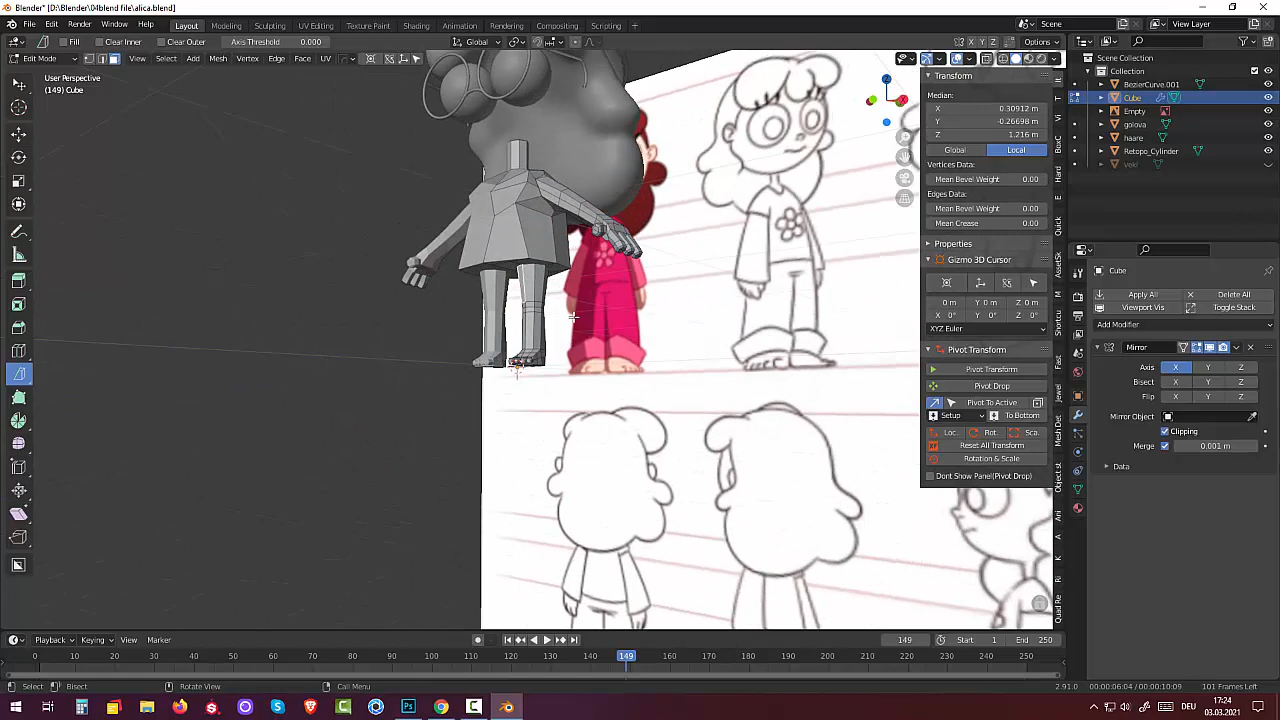 Blender* [D:\Blender\04blend file\alica.blend]
File Edit Render Window Help Layout Modeling Sculpting UV Editing Texture Paint Shading Animation Rendering Compositing Scripting Scene View Layer
Fill Clear Inner Clear Outer Axis Threshold 0.000 Global X Y Z Options
Edit Mode View Select Add Mesh Vertex Edge
User Perspective
(149) Cube
Transform
Median:
X 0.30912 m
Y -0.26698 m
Z 1.216 m
Global Local
Vertices Data:
Mean Bevel Weight 0.00
Edges Data:
Mean Bevel Weight 0.00
Mean Crease 0.00
Properties
Gizmo 3D Cursor
0 m Y 0 m Z 0 m
X 0° Y 0° Z 0°
XYZ Euler
Pivot Transform
Pivot Transform
Pivot Drop
Pivot To Active
Setup To Bottom
Loc. Rot. Sca.
Reset All Transform
Rotation & Scale
Dont Show Panel(Pivot Drop)
Scene Collection
Collection
BezierCurve.001
Cube
Empty
golova
haare
Retopo_Cylinder
veki
Cube
Apply All Delete All
Viewport Vis Toggle Stack
Add Modifier
Mirror
Axis X Y Z
Bisect X Y Z
Flip X Y Z
Mirror Object
Clipping
Merge 0.001 m
Data
Playback Keying View Marker 149 Start 1 End 250
0 10 20 30 40 50 60 70 80 90 100 110 120 130 140 149 160 170 180 190 200 210 220 230 240 250
Select Bisect Rotate View Call Menu 2.91.0 00:00:06:04 / 00:00:10:09 101 Frames Left
DEU 17:24
03.03.2021